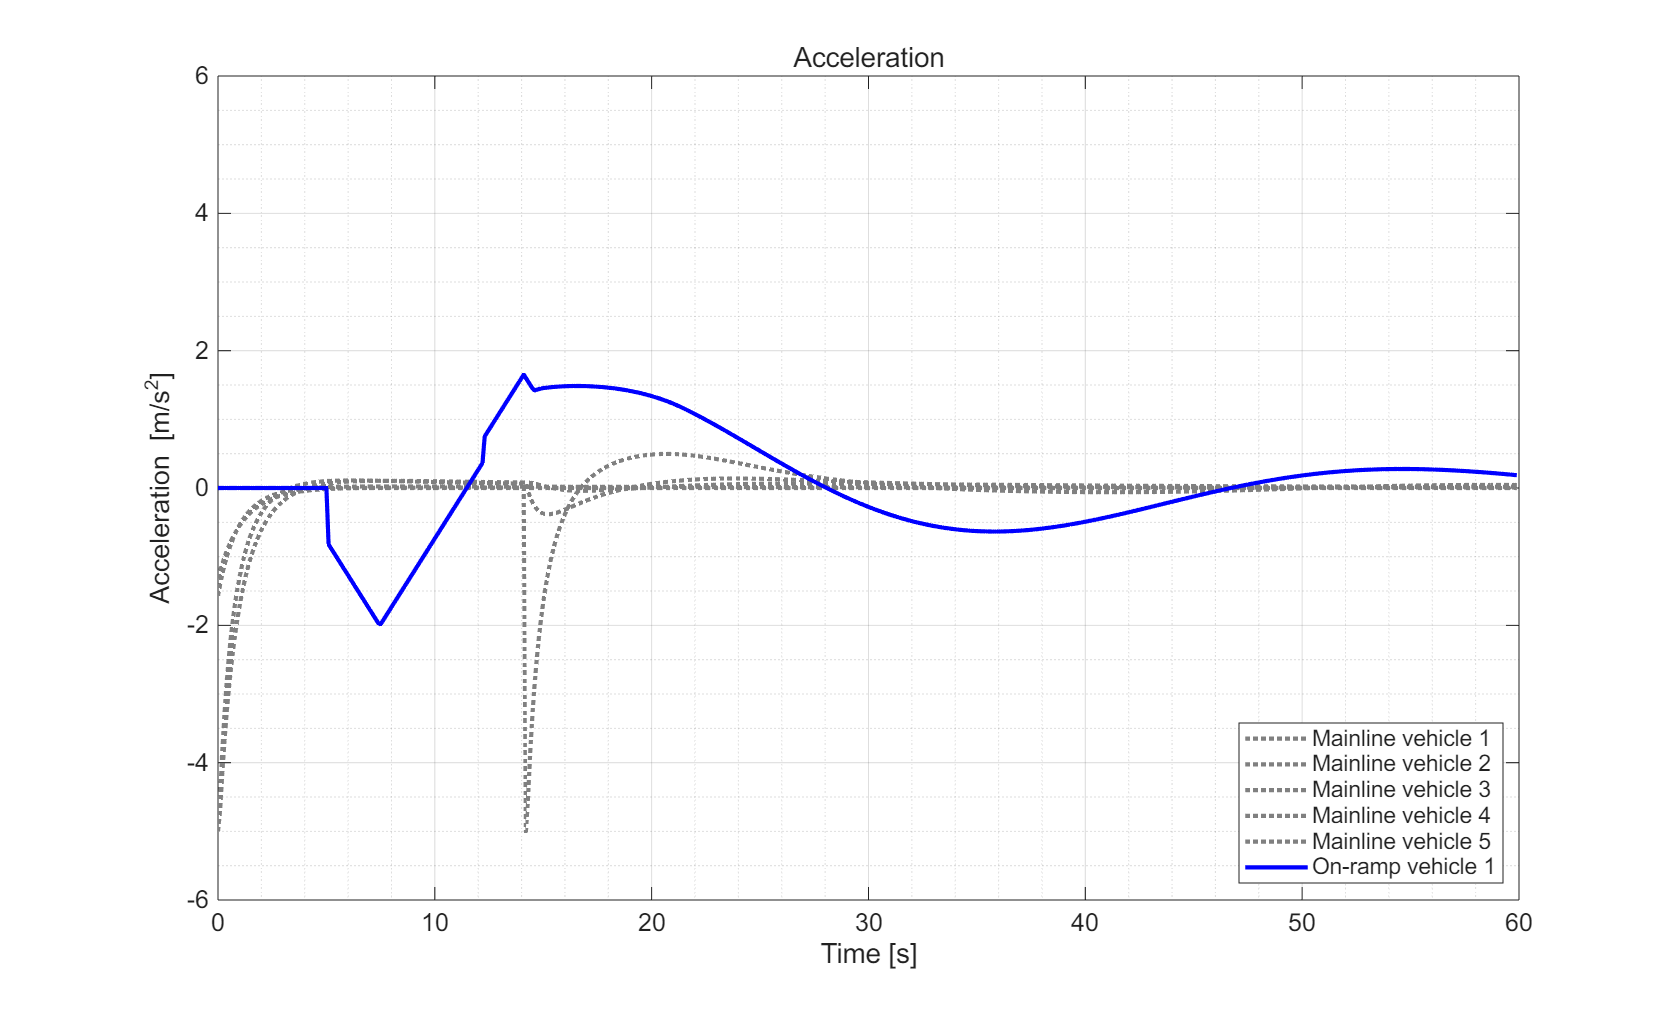 Acceleration
6
4
2
0
-2
-4
-6
Acceleration [m/s²]
Mainline vehicle 1
Mainline vehicle 2
Mainline vehicle 3
Mainline vehicle 4
Mainline vehicle 5
On-ramp vehicle 1
0 10 20 30 40 50 60
Time [s]